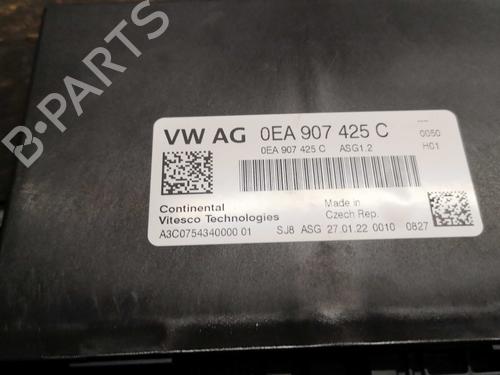 VW AG 0EA 907 425 C 0050
0EA 907 425 C ASG1.2 H01
Continental
Vitesco Technologies
Made in
Czech Rep.
A3C0754340000 01 SJ8 ASG 27.01.22 0010 0827
B-PARTS